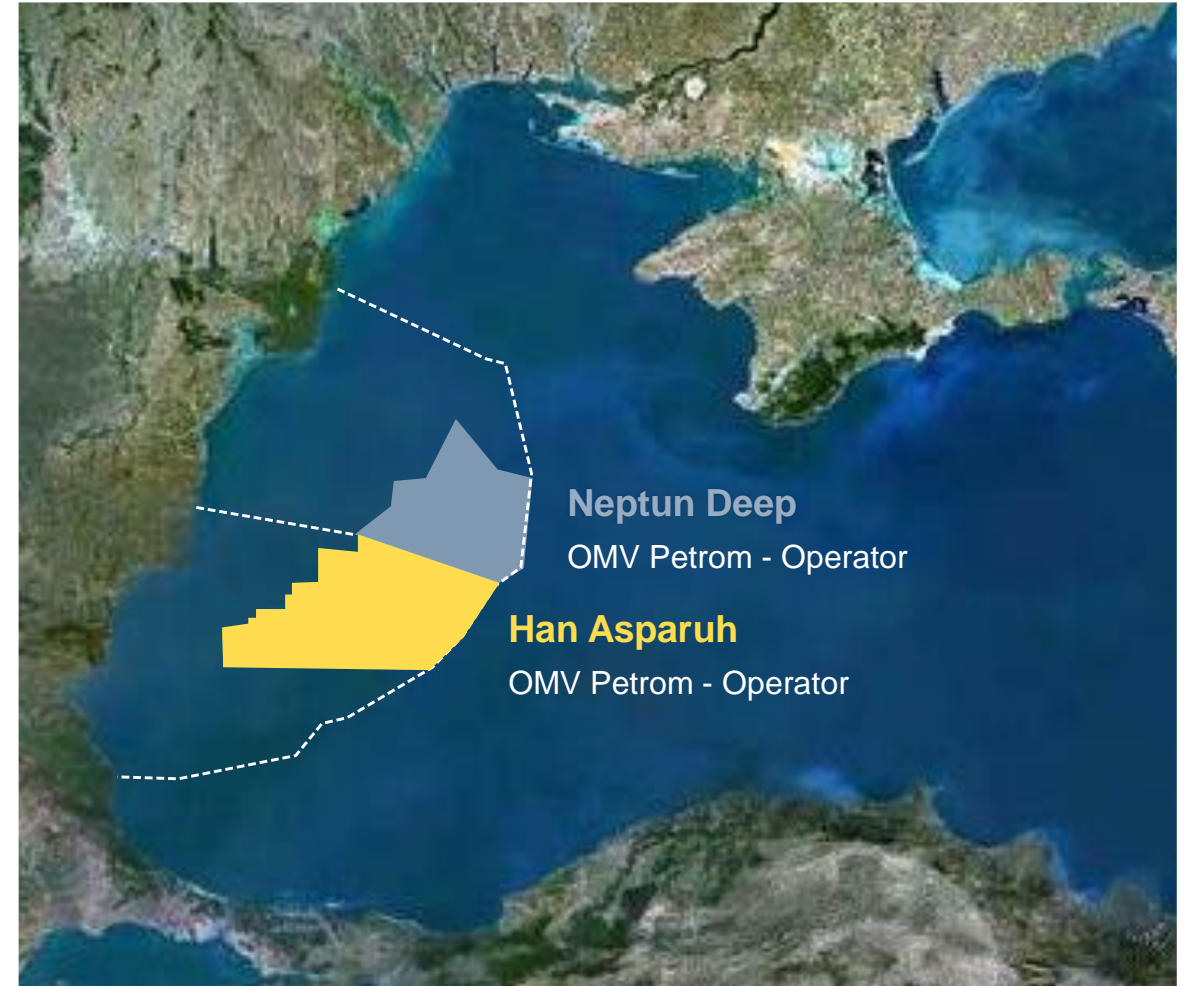 Neptun Deep
OMV Petrom - Operator
Han Asparuh
OMV Petrom - Operator